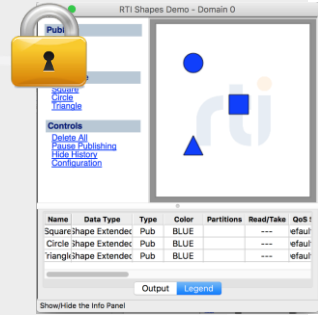 RTI Shapes Demo - Domain 0
Publ
Square
Circle
Triangle
Controls
Delete All
Pause Publishing
Hide History
Configuration
rti
Name Data Type Type Color Partitions Read/Take QoS
Square Shape Extended Pub BLUE ---
Circle Shape Extended Pub BLUE ---
Triangle Shape Extended Pub BLUE ---
Output Legend
Show/Hide the Info Panel